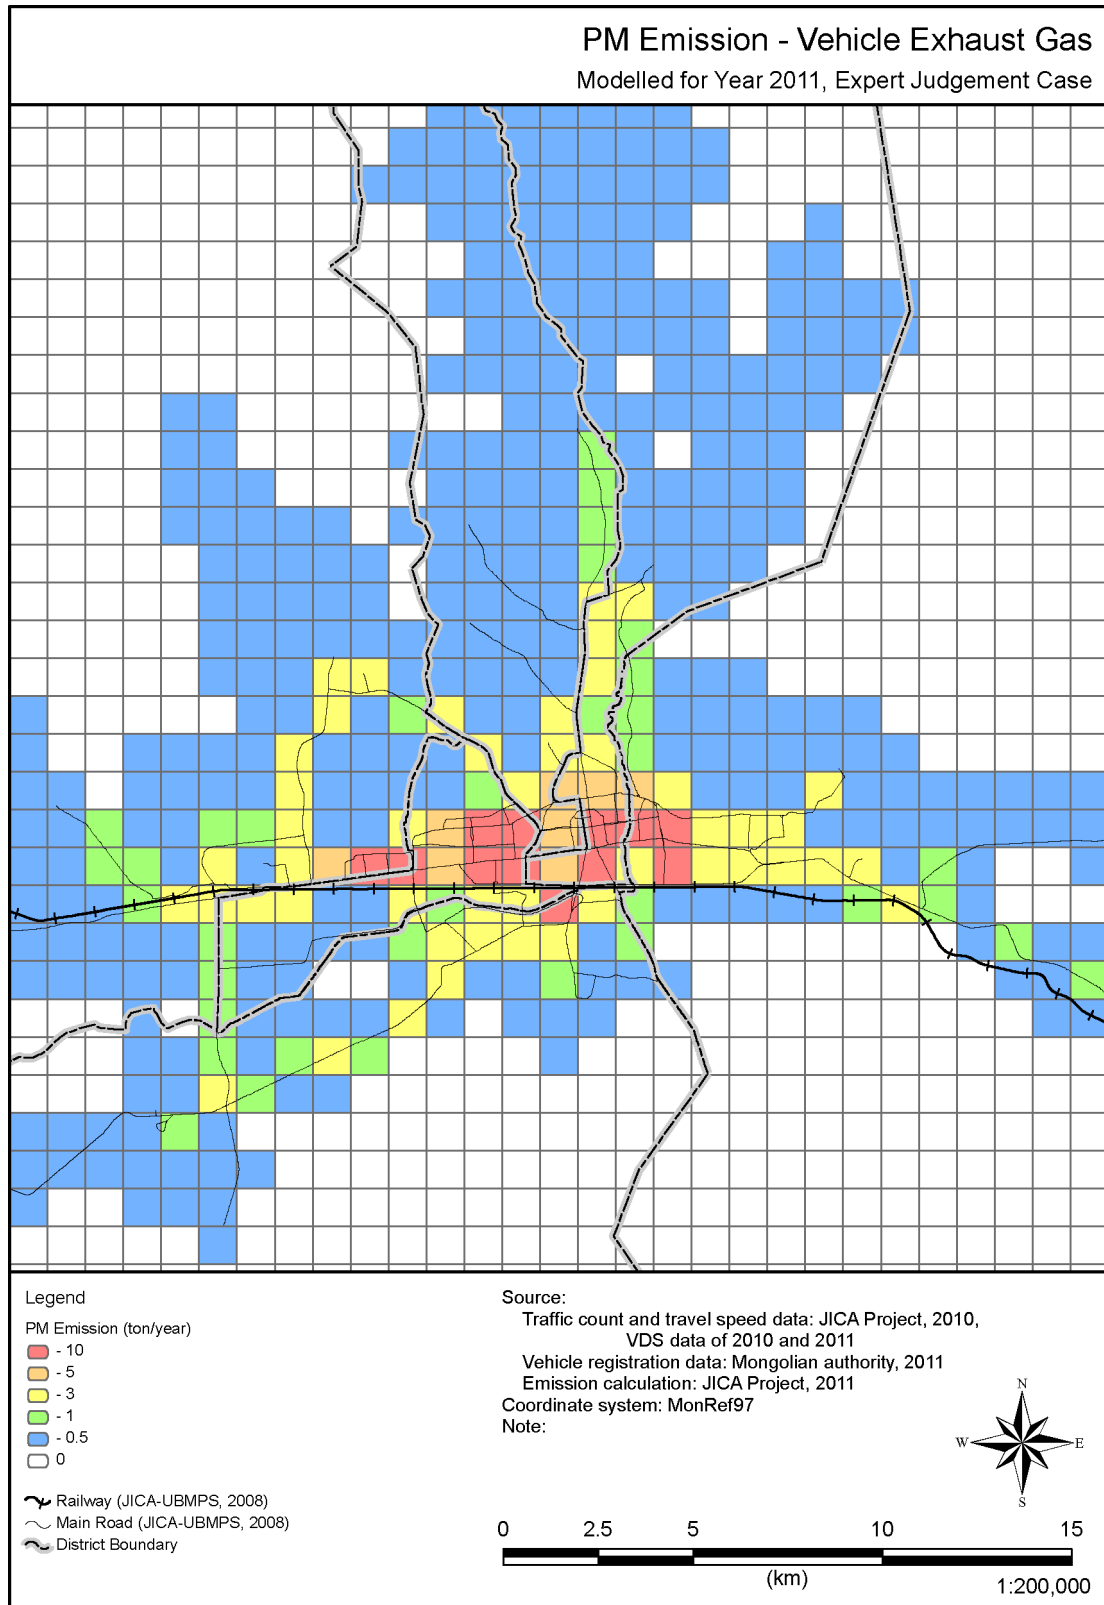 PM Emission - Vehicle Exhaust Gas
Modelled for Year 2011, Expert Judgement Case
Legend
PM Emission (ton/year)
- 10
- 5
- 3
- 1
- 0.5
0
Railway (JICA-UBMPS, 2008)
Main Road (JICA-UBMPS, 2008)
District Boundary
Source:
Traffic count and travel speed data: JICA Project, 2010,
VDS data of 2010 and 2011
Vehicle registration data: Mongolian authority, 2011
Emission calculation: JICA Project, 2011
Coordinate system: MonRef97
Note:
N
W E
S
0 2.5 5 10 15
(km)
1:200,000